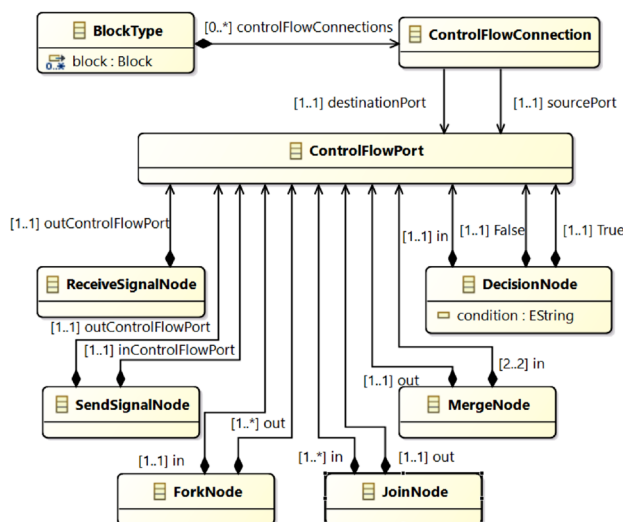 BlockType
[0..*] controlFlowConnections
ControlFlowConnection
0..* block : Block
[1..1] destinationPort
[1..1] sourcePort
ControlFlowPort
[1..1] outControlFlowPort
[1..1] in
[1..1] False
[1..1] True
ReceiveSignalNode
DecisionNode
condition : EString
[1..1] outControlFlowPort
[1..1] inControlFlowPort
[1..1] out
[2..2] in
SendSignalNode
MergeNode
[1..*] out
[1..1] in
[1..*] in
[1..1] out
ForkNode
JoinNode